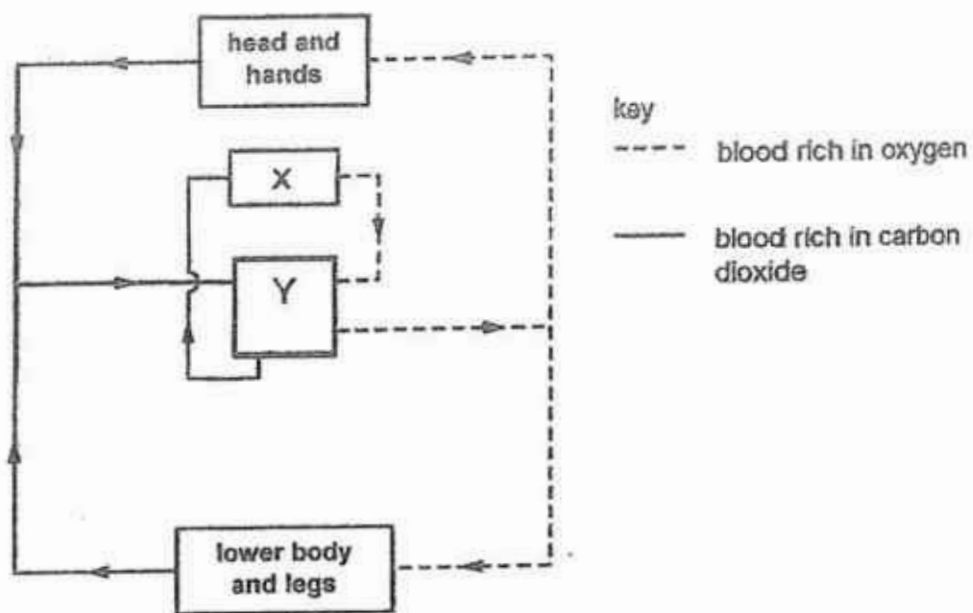 head and
hands
key
blood rich in oxygen
X
blood rich in carbon
dioxide
Y
lower body
and legs